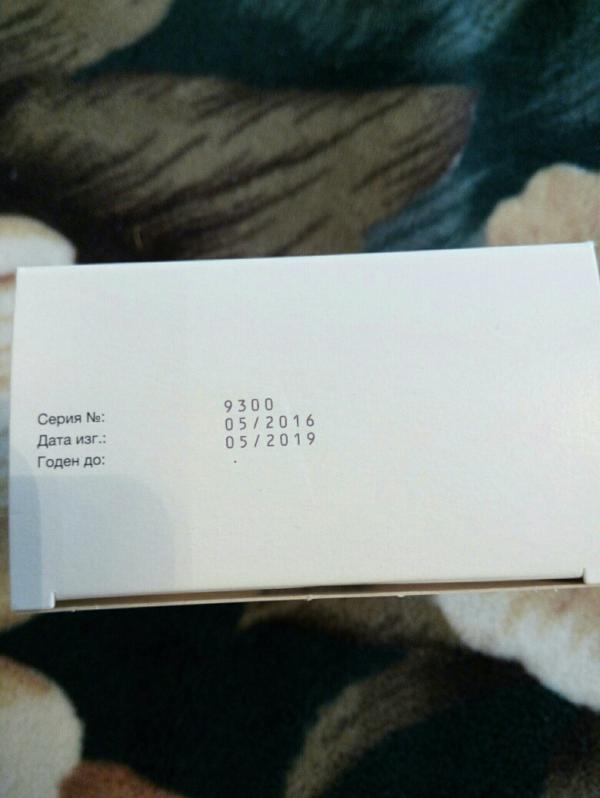 Серия №: 9300
Дата изг.: 05/2016
Годен до: 05/2019